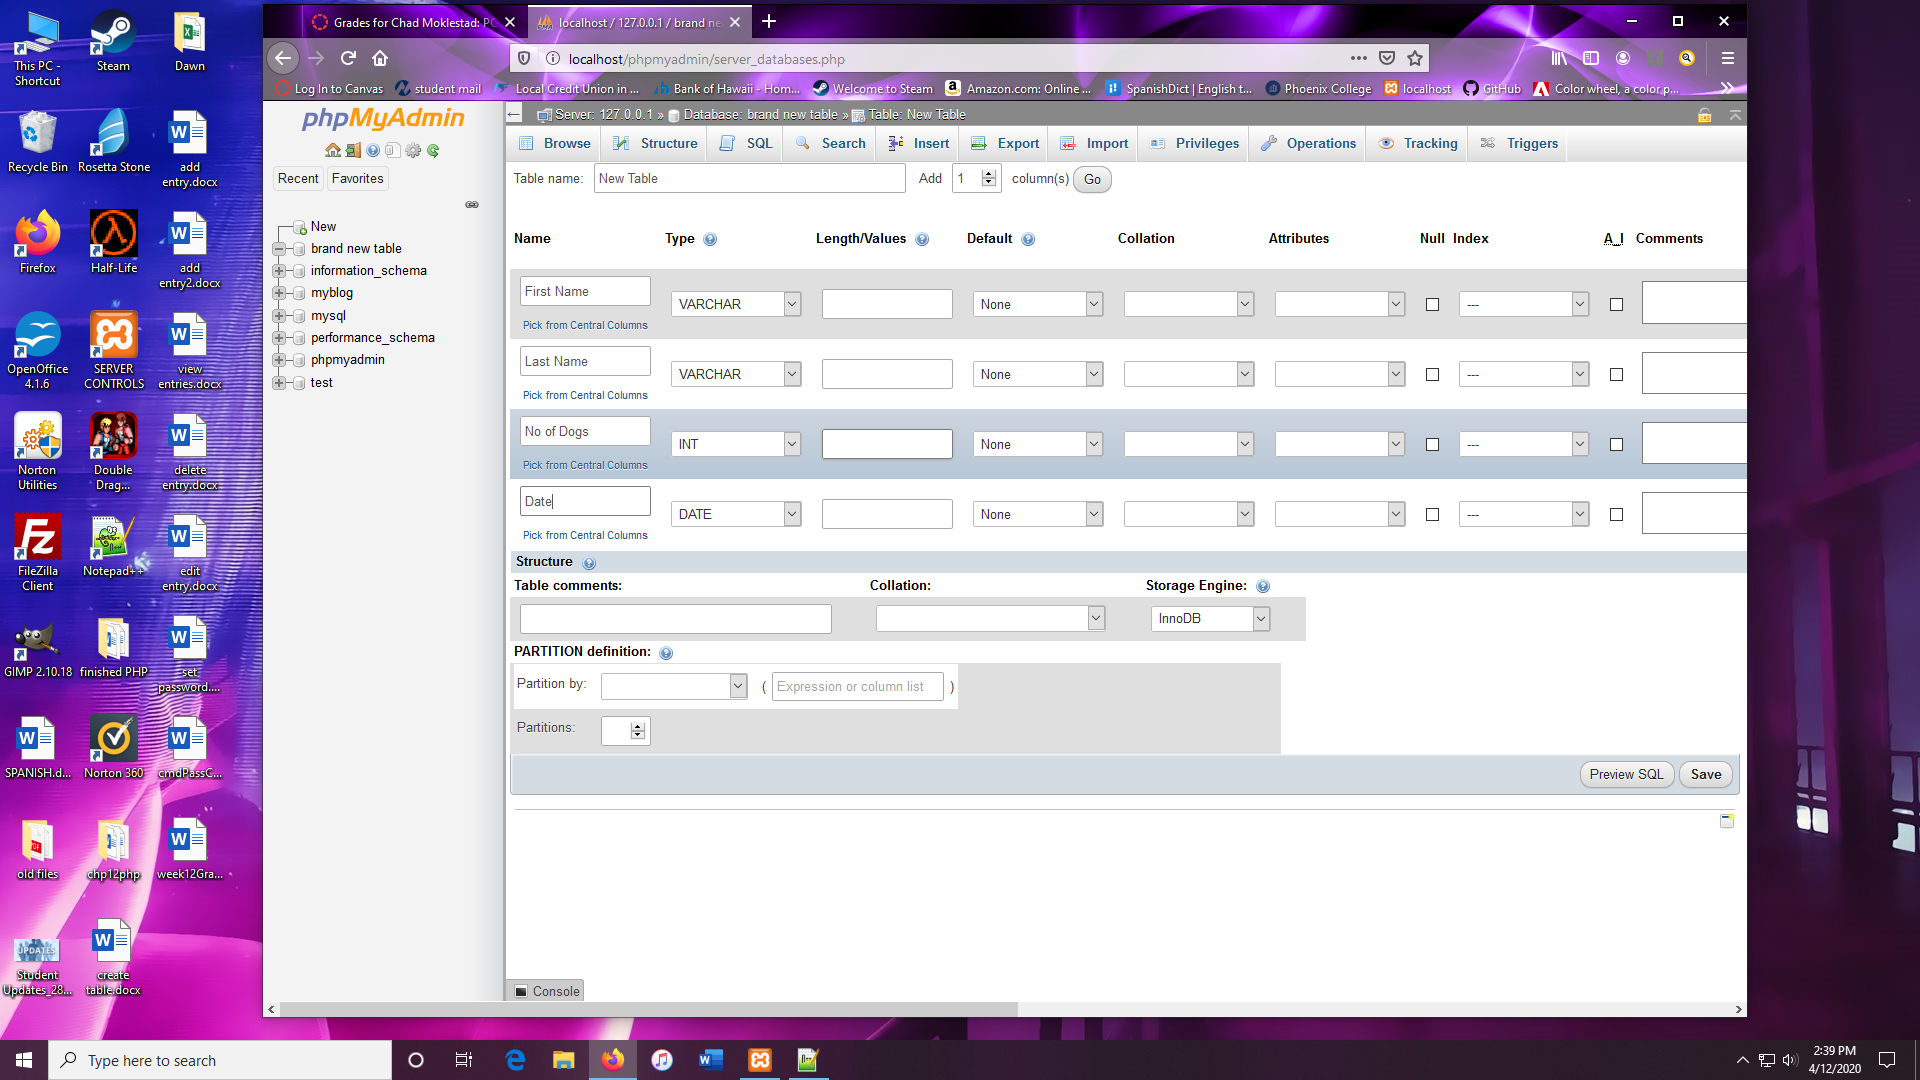 This PC -
Shortcut
Steam
Dawn
Recycle Bin
Rosetta Stone
add
entry.docx
Firefox
Half-Life
add
entry2.docx
OpenOffice
4.1.6
SERVER
CONTROLS
view
entries.docx
Norton
Utilities
Double
Drag...
delete
entry.docx
FileZilla
Client
Notepad++
edit
entry.docx
GIMP 2.10.18
finished PHP
set
password....
SPANISH.d...
Norton 360
cmdPassC...
old files
chp12php
week12Gra...
UPDATES
Student
Updates_28...
create
table.docx
Grades for Chad Moklestad: PC
localhost / 127.0.0.1 / brand ne
localhost/phpmyadmin/server_databases.php
Log In to Canvas
student mail
Local Credit Union in ...
Bank of Hawaii - Hom...
Welcome to Steam
Amazon.com: Online ...
SpanishDict | English t...
Phoenix College
localhost
GitHub
Color wheel, a color p...
phpMyAdmin
Recent
Favorites
New
brand new table
information_schema
myblog
mysql
performance_schema
phpmyadmin
test
Server: 127.0.0.1 » Database: brand new table » Table: New Table
Browse
Structure
SQL
Search
Insert
Export
Import
Privileges
Operations
Tracking
Triggers
Table name: New Table Add 1 column(s) Go
Name Type Length/Values Default Collation Attributes Null Index A_I Comments
First Name
VARCHAR None ---
Pick from Central Columns
Last Name
VARCHAR None ---
Pick from Central Columns
No of Dogs
INT None ---
Pick from Central Columns
Date
DATE None ---
Pick from Central Columns
Structure
Table comments: Collation: Storage Engine:
InnoDB
PARTITION definition:
Partition by: ( Expression or column list )
Partitions:
Preview SQL Save
Console
Type here to search
2:39 PM
4/12/2020